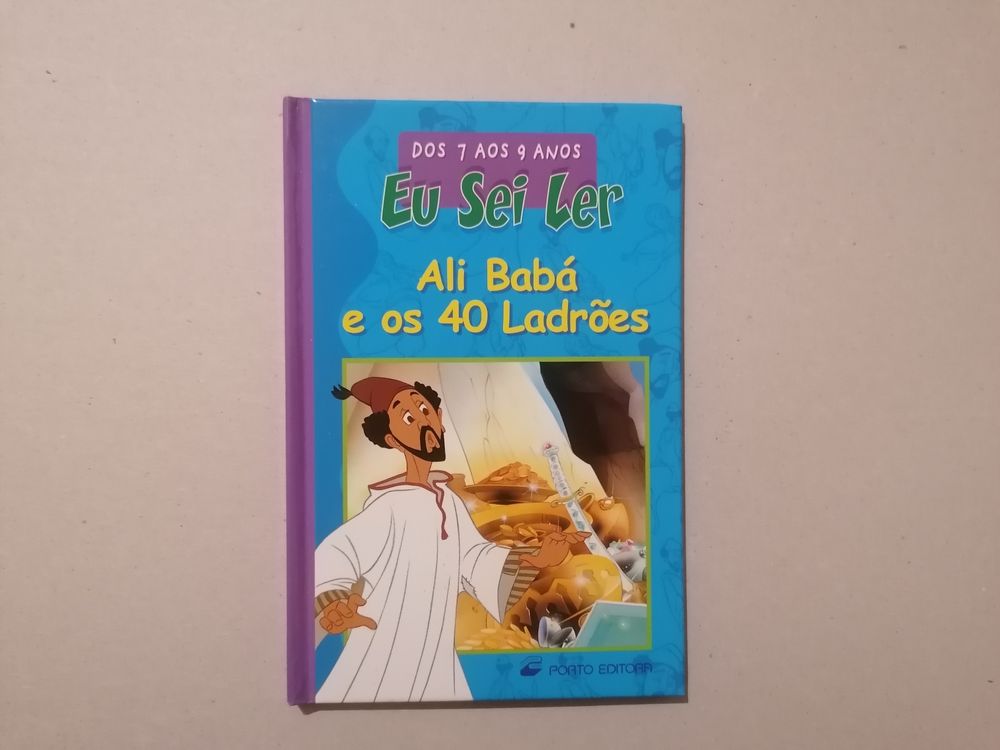 DOS 7 AOS 9 ANOS
Eu Sei Ler
Ali Babá
e os 40 Ladrões
PORTO EDITORA